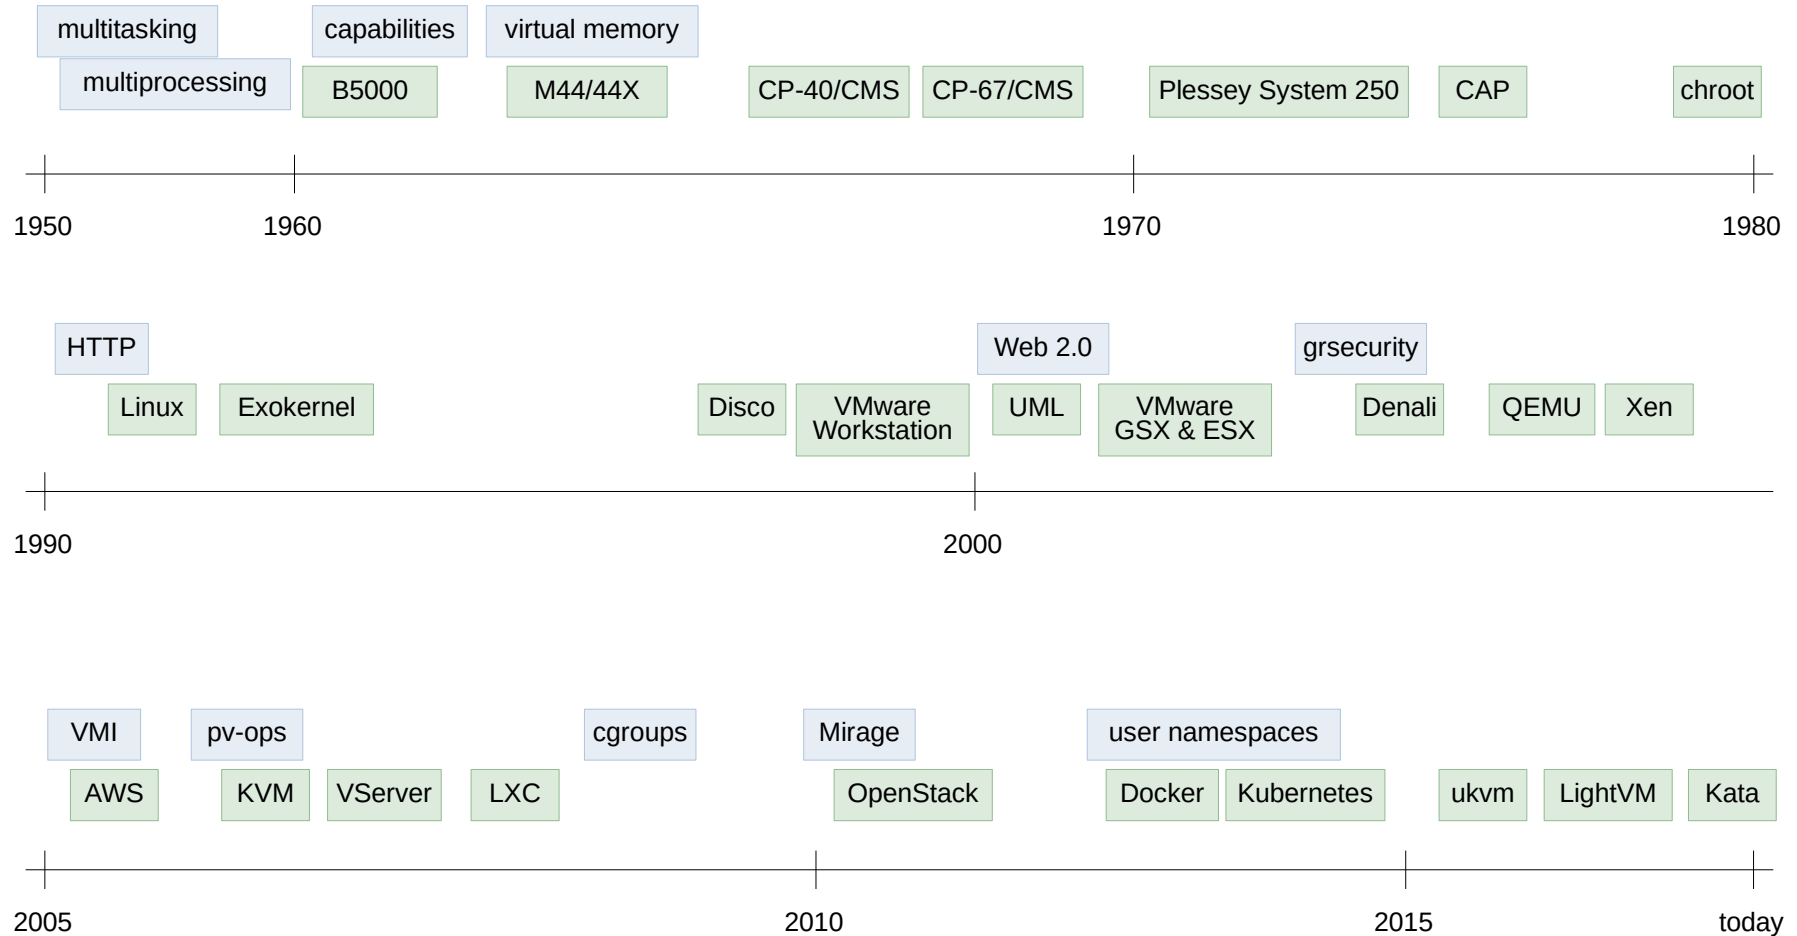 multitasking
capabilities
virtual memory
multiprocessing
B5000
M44/44X
CP-40/CMS
CP-67/CMS
Plessey System 250
CAP
chroot
1950
1960
1970
1980
HTTP
Web 2.0
grsecurity
Linux
Exokernel
Disco
VMware
Workstation
UML
VMware
GSX & ESX
Denali
QEMU
Xen
1990
2000
VMI
pv-ops
cgroups
Mirage
user namespaces
AWS
KVM
VServer
LXC
OpenStack
Docker
Kubernetes
ukvm
LightVM
Kata
2005
2010
2015
today